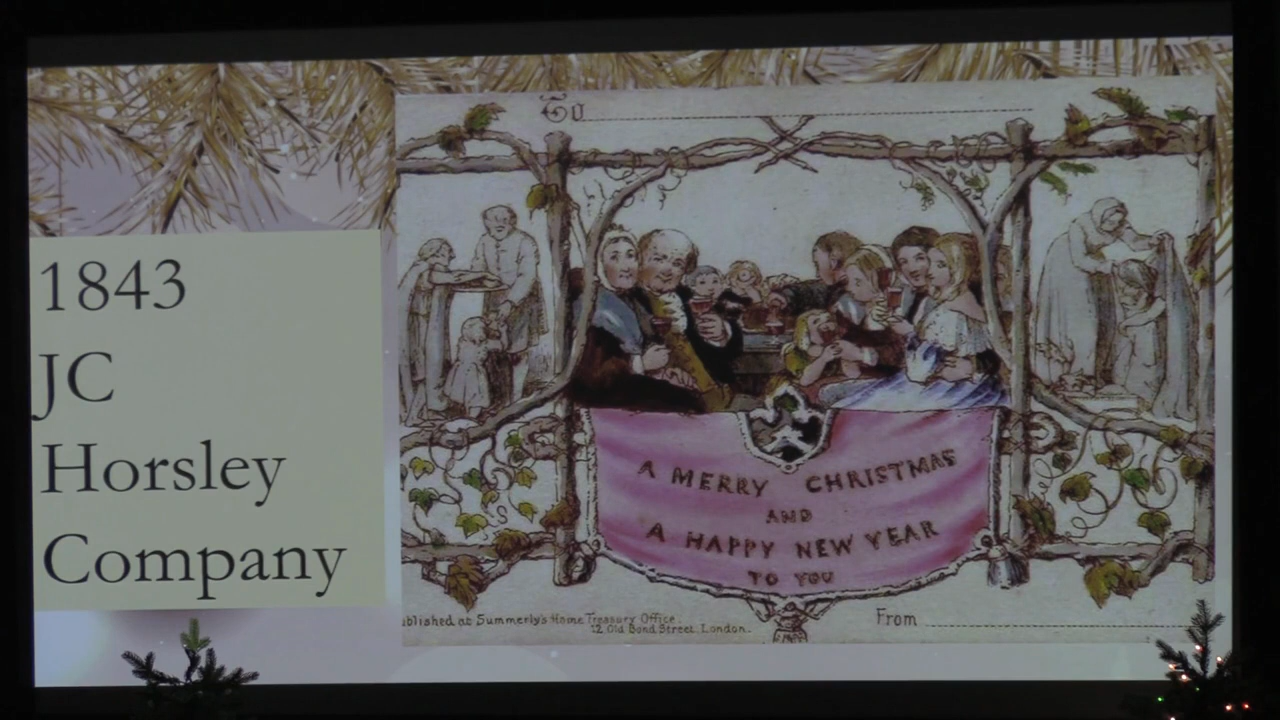 1843
JC
Horsley
Company
To
A MERRY CHRISTMAS
AND
A HAPPY NEW YEAR
TO YOU
blished at Summerly's Home Treasury Office.
12 Old Bond Street London.
From